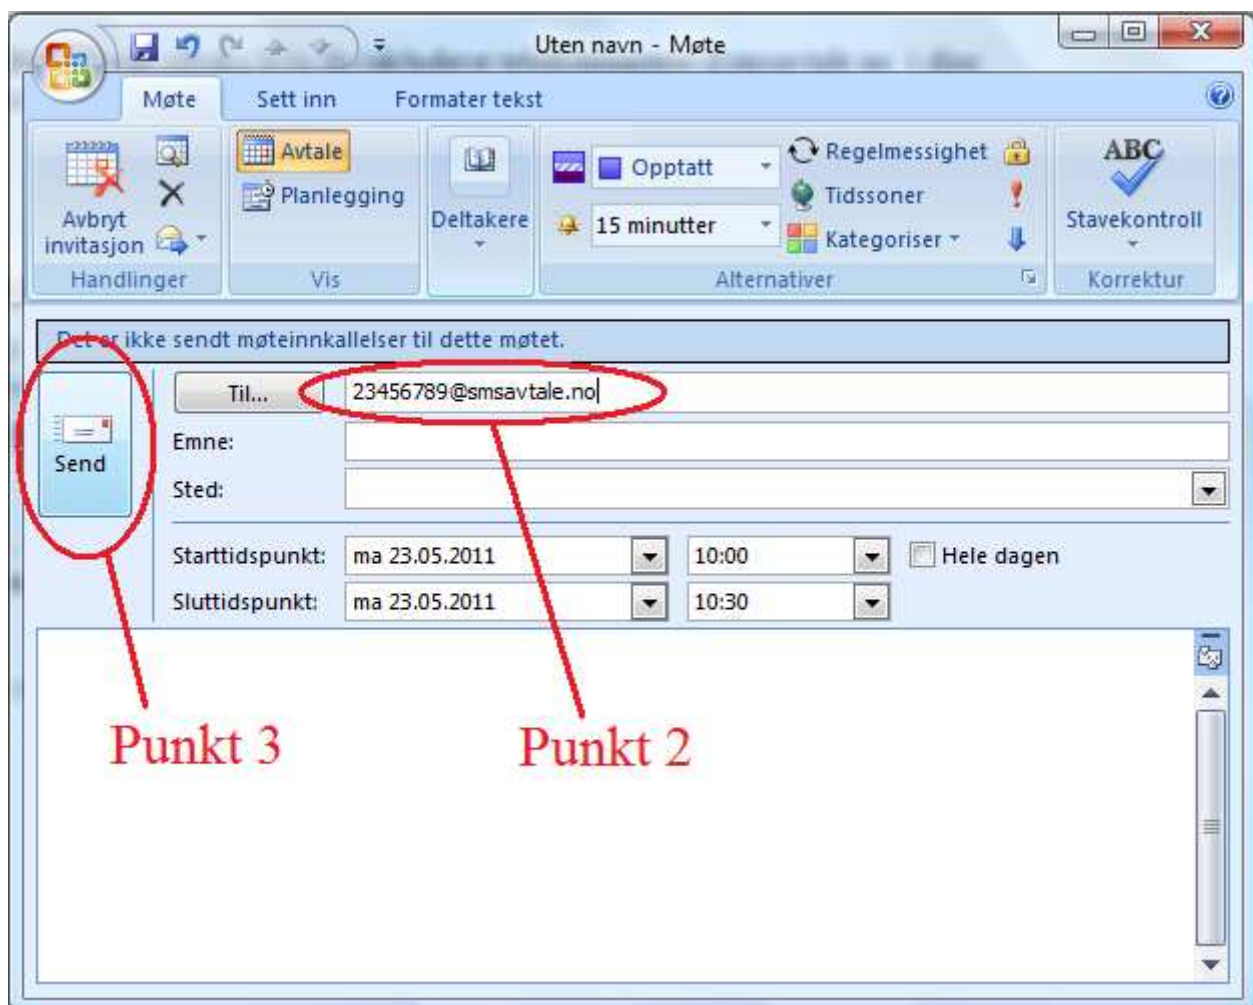 Uten navn - Møte
Møte Sett inn Formater tekst
Avbryt invitasjon
Handlinger
Avtale
Planlegging
Vis
Deltakere
Opptatt
15 minutter
Regelmessighet
Tidssoner
Kategoriser
Alternativer
ABC
Stavekontroll
Korrektur
Det er ikke sendt møteinnkallelser til dette møtet.
Send
Til... 23456789@smsavtale.no
Emne:
Sted:
Starttidspunkt: ma 23.05.2011 10:00 Hele dagen
Sluttidspunkt: ma 23.05.2011 10:30
Punkt 3 Punkt 2